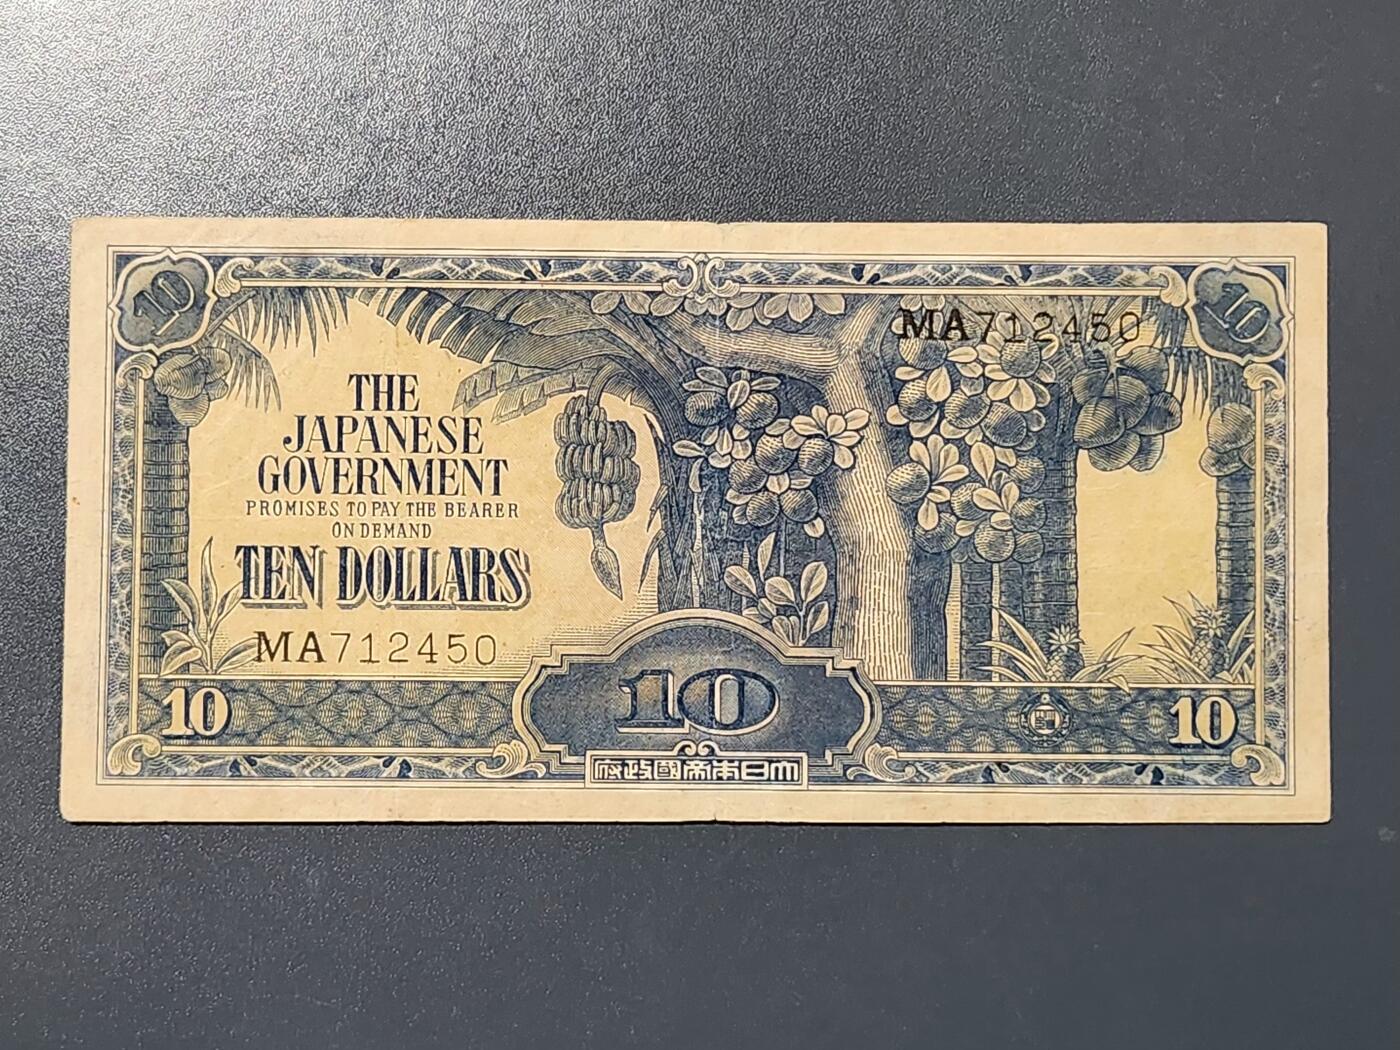 10
10
MA712450
THE
JAPANESE
GOVERNMENT
PROMISES TO PAY THE BEARER
ON DEMAND
TEN DOLLARS
MA712450
10
10
10
府政國帝本日大